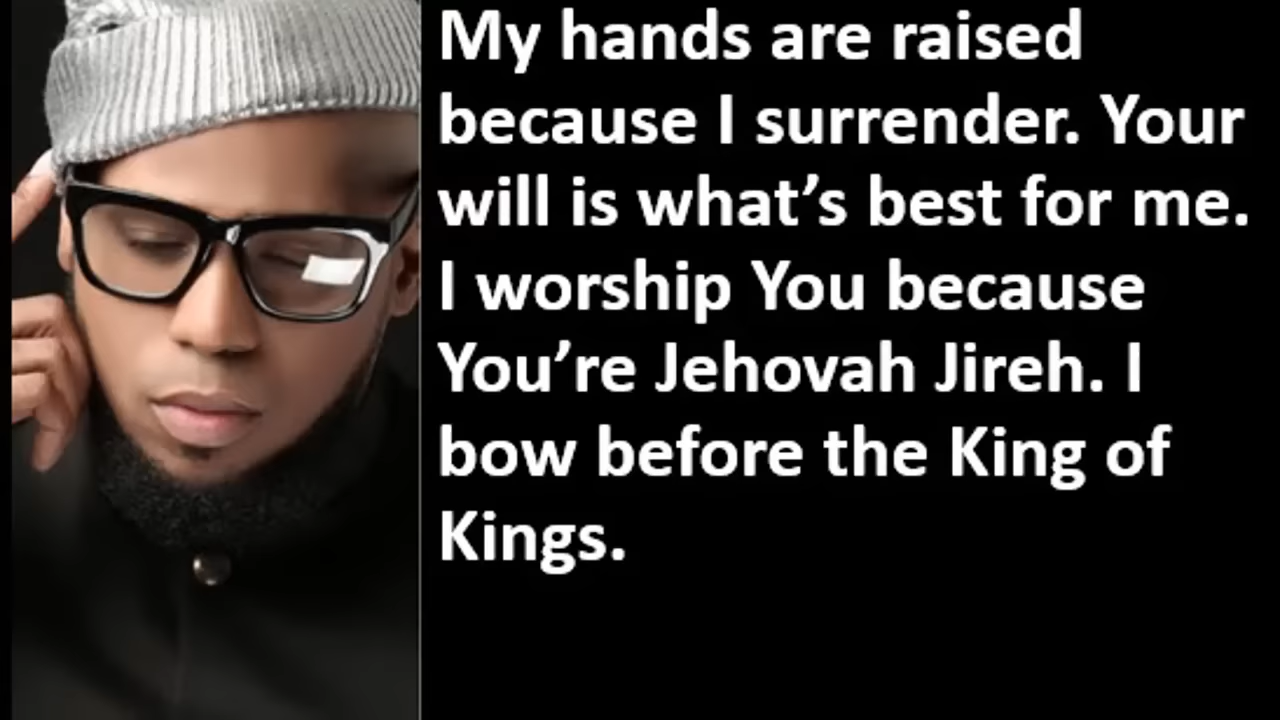 My hands are raised
because I surrender. Your
will is what’s best for me.
I worship You because
You’re Jehovah Jireh. I
bow before the King of
Kings.